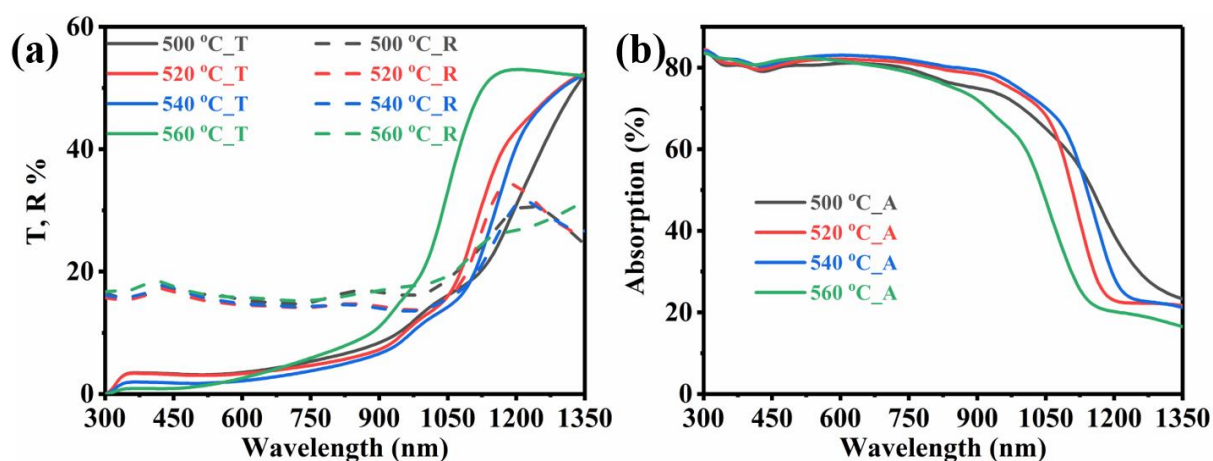 (a)
60
40
20
0
T, R %
500 °C_T
520 °C_T
540 °C_T
560 °C_T
500 °C_R
520 °C_R
540 °C_R
560 °C_R
300 450 600 750 900 1050 1200 1350
Wavelength (nm)
(b)
80
60
40
20
0
Absorption (%)
500 °C_A
520 °C_A
540 °C_A
560 °C_A
300 450 600 750 900 1050 1200 1350
Wavelength (nm)